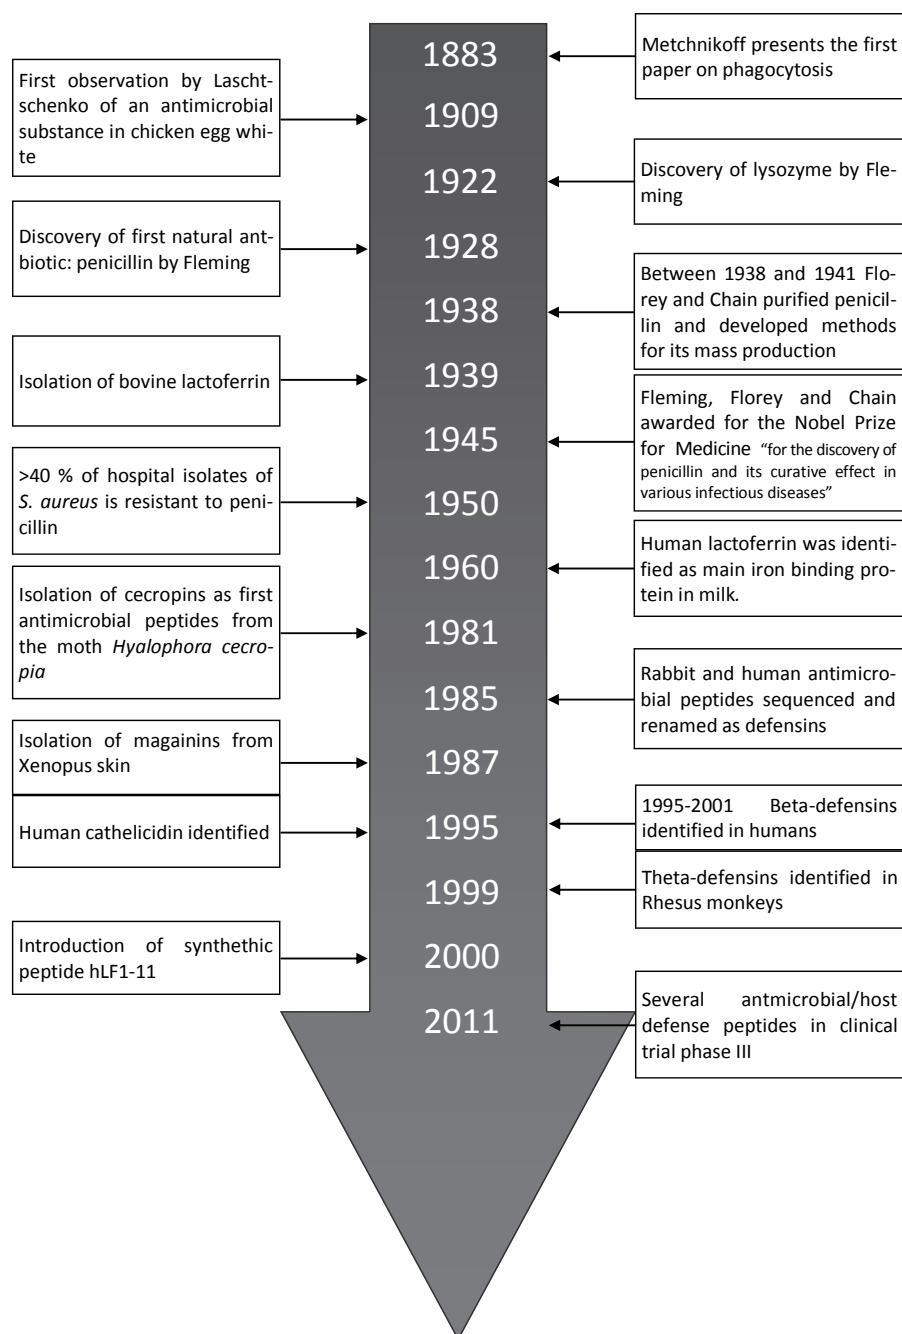 1883
Metchnikoff presents the first
paper on phagocytosis
First observation by Lascht-
schenko of an antimicrobial
substance in chicken egg whi-
te
1909
1922
Discovery of lysozyme by Fle-
ming
Discovery of first natural ant-
biotic: penicillin by Fleming
1928
1938
Between 1938 and 1941 Flo-
rey and Chain purified penicil-
lin and developed methods
for its mass production
Isolation of bovine lactoferrin
1939
1945
Fleming, Florey and Chain
awarded for the Nobel Prize
for Medicine “for the discovery of
penicillin and its curative effect in
various infectious diseases”
>40 % of hospital isolates of
S. aureus is resistant to peni-
cillin
1950
1960
Human lactoferrin was identi-
fied as main iron binding pro-
tein in milk.
Isolation of cecropins as first
antimicrobial peptides from
the moth Hyalophora cecro-
pia
1981
1985
Rabbit and human antimicro-
bial peptides sequenced and
renamed as defensins
Isolation of magainins from
Xenopus skin
1987
Human cathelicidin identified
1995
1995-2001 Beta-defensins
identified in humans
1999
Theta-defensins identified in
Rhesus monkeys
Introduction of synthethic
peptide hLF1-11
2000
2011
Several antmicrobial/host
defense peptides in clinical
trial phase III